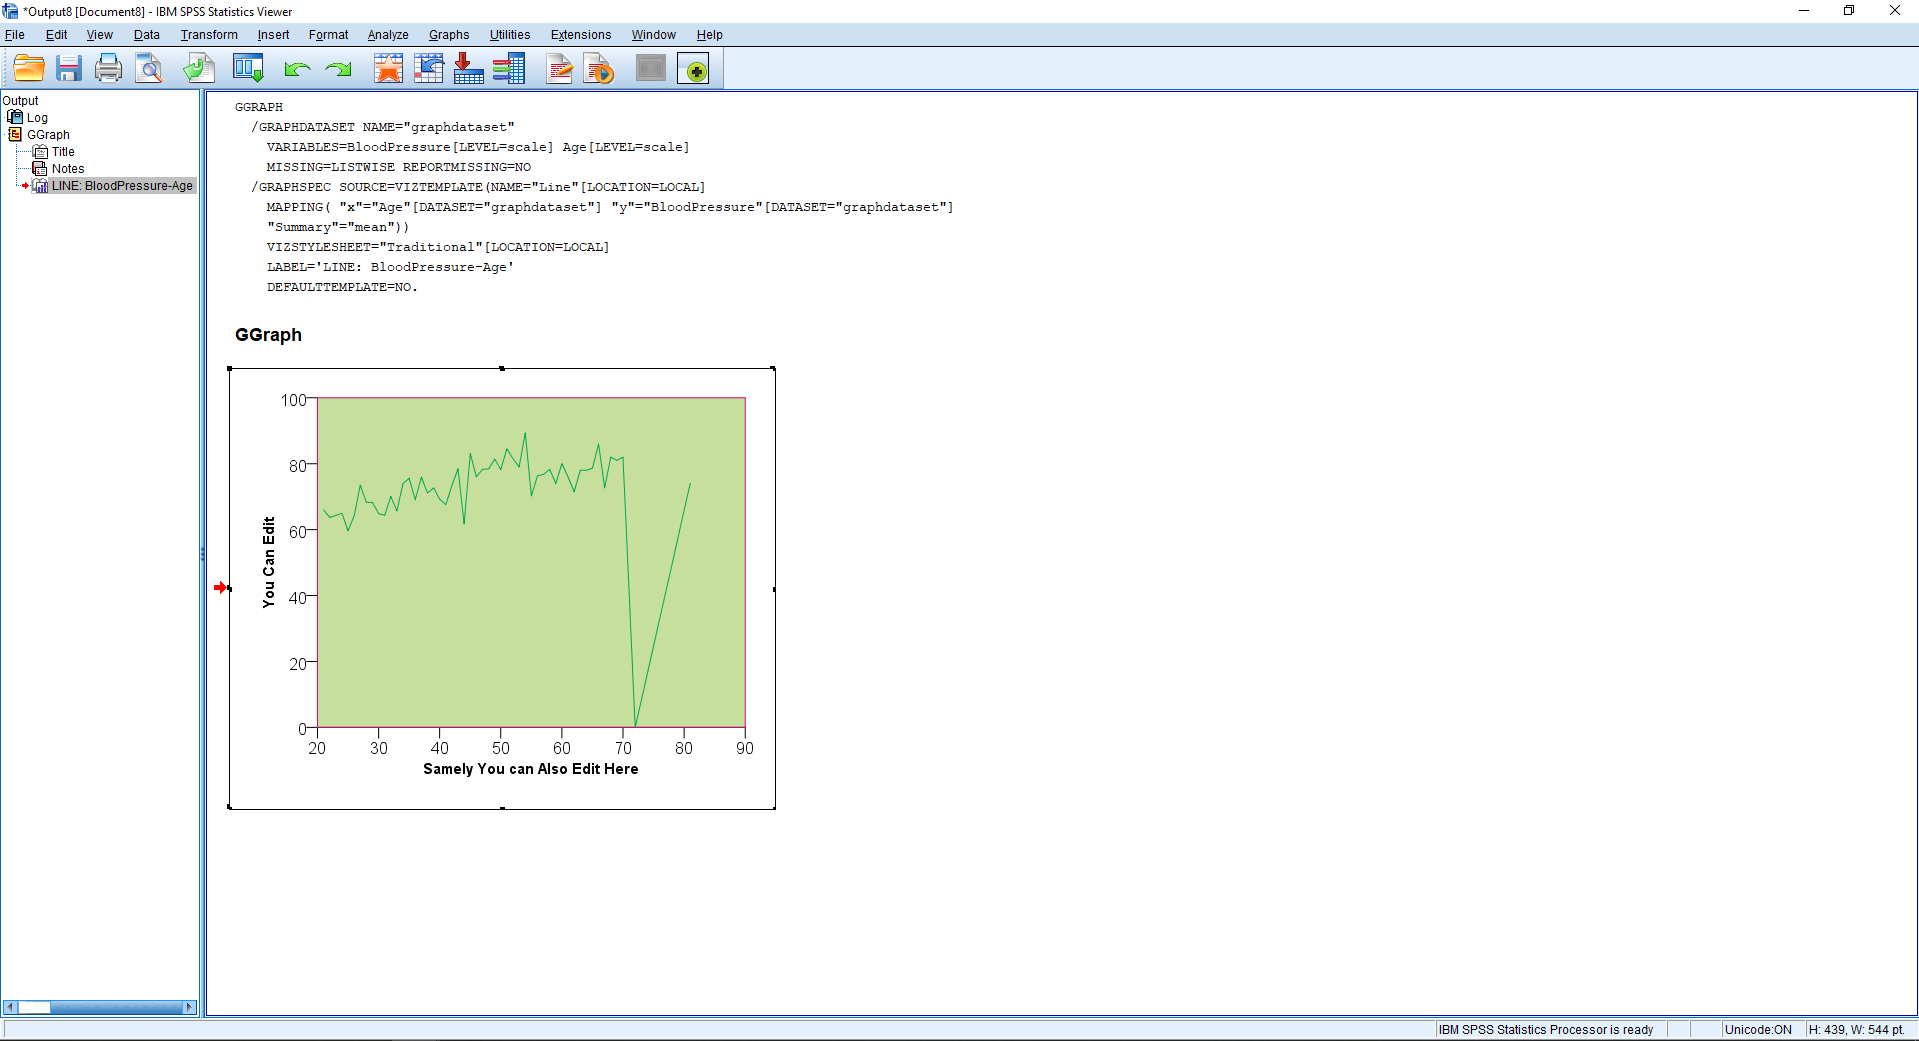 *Output8 [Document8] - IBM SPSS Statistics Viewer
File Edit View Data Transform Insert Format Analyze Graphs Utilities Extensions Window Help
Output
Log
GGraph
Title
Notes
LINE: BloodPressure-Age
GGRAPH
/GRAPHDATASET NAME="graphdataset"
VARIABLES=BloodPressure[LEVEL=scale] Age[LEVEL=scale]
MISSING=LISTWISE REPORTMISSING=NO
/GRAPHSPEC SOURCE=VIZTEMPLATE(NAME="Line"[LOCATION=LOCAL]
MAPPING( "x"="Age"[DATASET="graphdataset"] "y"="BloodPressure"[DATASET="graphdataset"]
"Summary"="mean"))
VIZSTYLESHEET="Traditional"[LOCATION=LOCAL]
LABEL='LINE: BloodPressure-Age'
DEFAULTTEMPLATE=NO.
GGraph
100
80
60
40
20
0
You Can Edit
20 30 40 50 60 70 80 90
Samely You can Also Edit Here
IBM SPSS Statistics Processor is ready Unicode:ON H: 439, W: 544 pt.